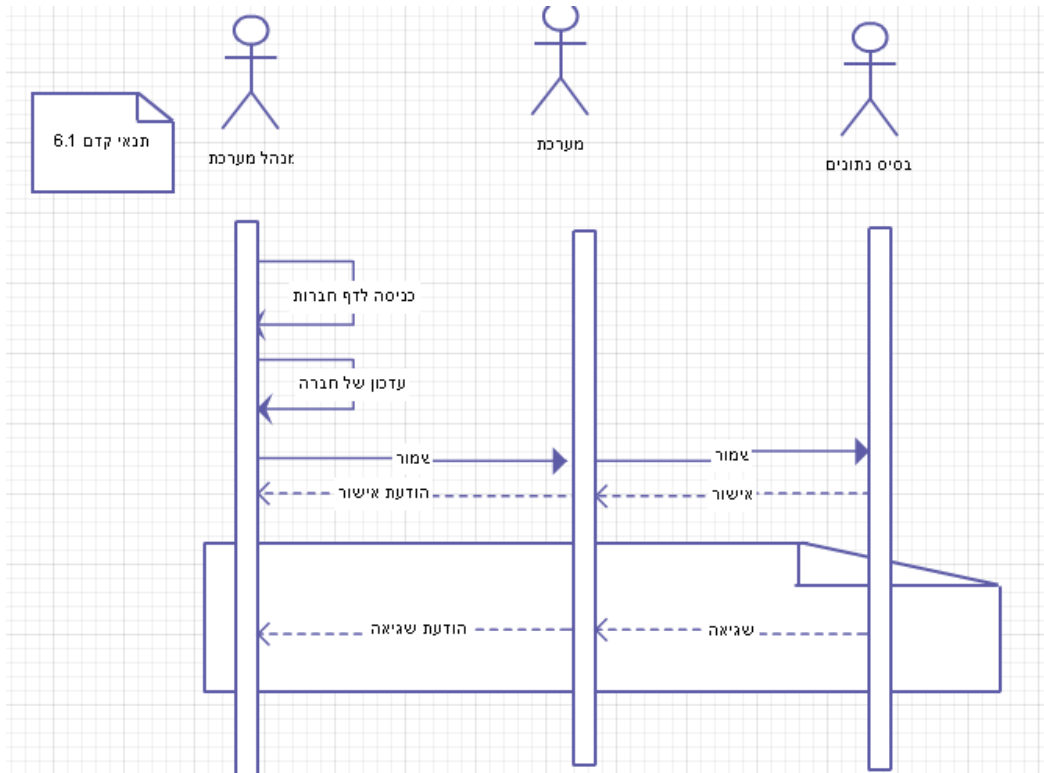 תנאי קדם 6.1
מנהל מערכת
מערכת
בסיס נתונים
כניסה לדף חברות
עדכון של חברה
שמור
שמור
הודעת אישור
אישור
הודעת שגיאה
שגיאה